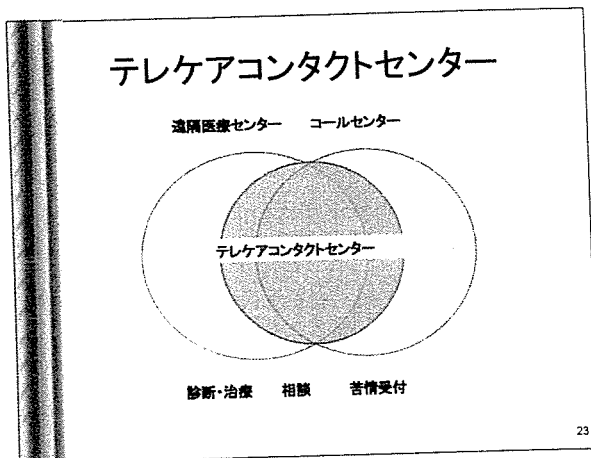 テレケアコンタクトセンター
遠隔医療センター コールセンター
テレケアコンタクトセンター
診断・治療 相談 苦情受付
23